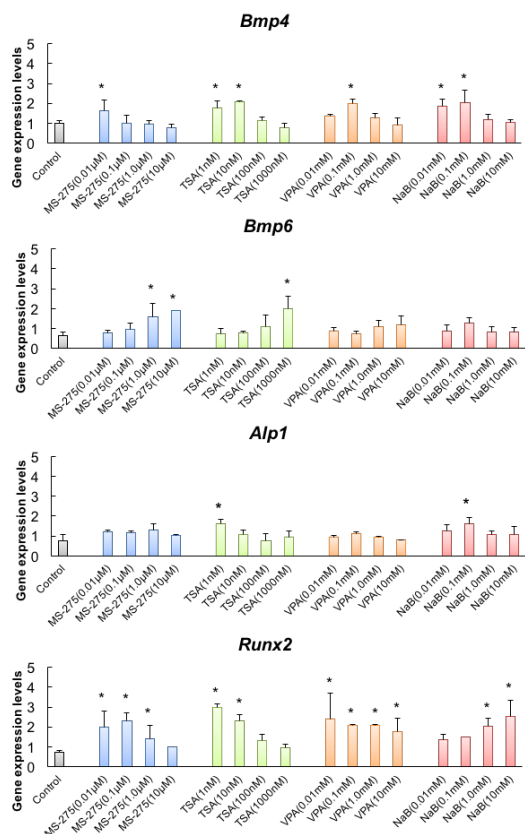 Bmp4
Gene expression levels
5
4
3
2
1
0
* * * * * *
Control
MS-275(0.01μM)
MS-275(0.1μM)
MS-275(1.0μM)
MS-275(10μM)
TSA(1nM)
TSA(10nM)
TSA(100nM)
TSA(1000nM)
VPA(0.01mM)
VPA(0.1mM)
VPA(1.0mM)
VPA(10mM)
NaB(0.01mM)
NaB(0.1mM)
NaB(1.0mM)
NaB(10mM)
Bmp6
Gene expression levels
5
4
3
2
1
0
* * *
Control
MS-275(0.01μM)
MS-275(0.1μM)
MS-275(1.0μM)
MS-275(10μM)
TSA(1nM)
TSA(10nM)
TSA(100nM)
TSA(1000nM)
VPA(0.01mM)
VPA(0.1mM)
VPA(1.0mM)
VPA(10mM)
NaB(0.01mM)
NaB(0.1mM)
NaB(1.0mM)
NaB(10mM)
Alp1
Gene expression levels
5
4
3
2
1
0
* *
Control
MS-275(0.01μM)
MS-275(0.1μM)
MS-275(1.0μM)
MS-275(10μM)
TSA(1nM)
TSA(10nM)
TSA(100nM)
TSA(1000nM)
VPA(0.01mM)
VPA(0.1mM)
VPA(1.0mM)
VPA(10mM)
NaB(0.01mM)
NaB(0.1mM)
NaB(1.0mM)
NaB(10mM)
Runx2
Gene expression levels
5
4
3
2
1
0
* * * * * * * * * * *
Control
MS-275(0.01μM)
MS-275(0.1μM)
MS-275(1.0μM)
MS-275(10μM)
TSA(1nM)
TSA(10nM)
TSA(100nM)
TSA(1000nM)
VPA(0.01mM)
VPA(0.1mM)
VPA(1.0mM)
VPA(10mM)
NaB(0.01mM)
NaB(0.1mM)
NaB(1.0mM)
NaB(10mM)